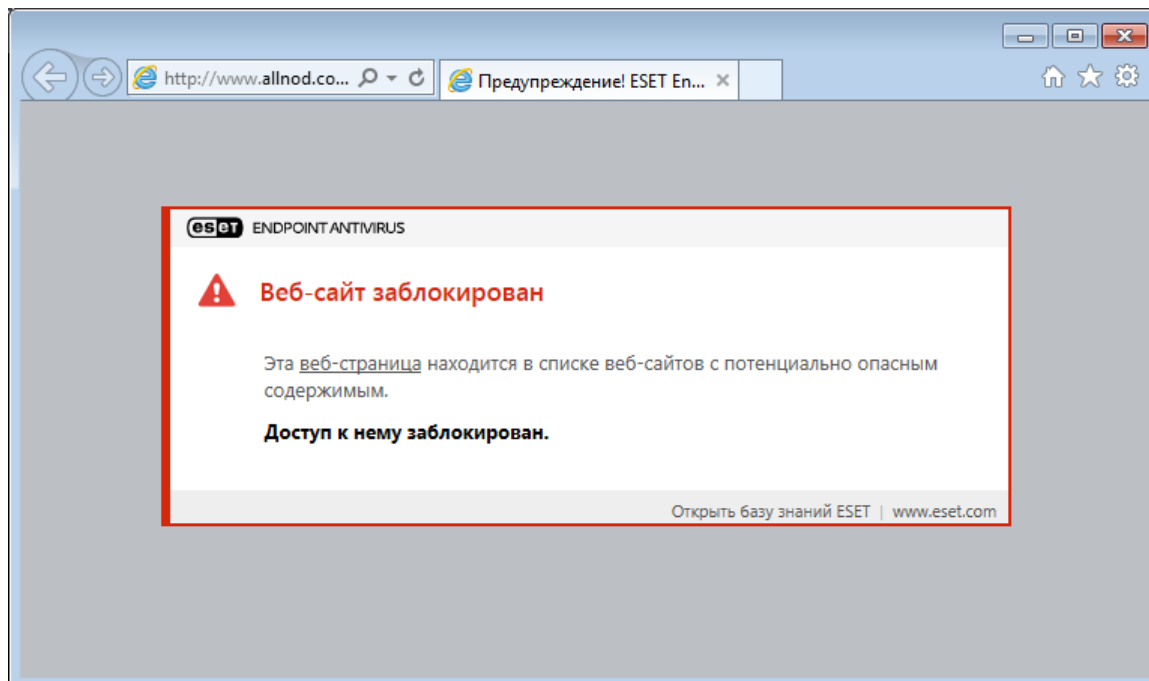 http://www.allnod.co...
Предупреждение! ESET En...
eset ENDPOINT ANTIVIRUS
Веб-сайт заблокирован
Эта веб-страница находится в списке веб-сайтов с потенциально опасным
содержимым.
Доступ к нему заблокирован.
Открыть базу знаний ESET | www.eset.com